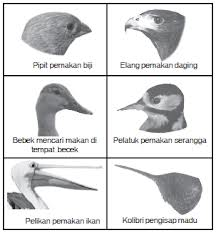 Pipit pemakan biji
Elang pemakan daging
Bebek mencari makan di
tempat becek
Pelatuk pemakan serangga
Pelikan pemakan ikan
Kolibri pengisap madu